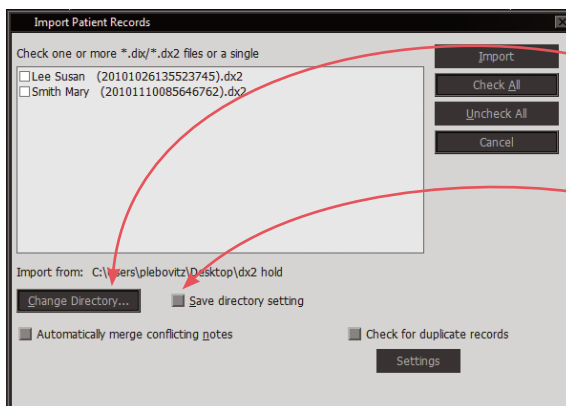 Import Patient Records
Check one or more *.dix/*.dx2 files or a single
Lee Susan (20101026135523745).dx2
Smith Mary (20101110085646762).dx2
Import
Check All
Uncheck All
Cancel
Import from: C:\Users\plebovitz\Desktop\dx2 hold
Change Directory... Save directory setting
Automatically merge conflicting notes Check for duplicate records
Settings